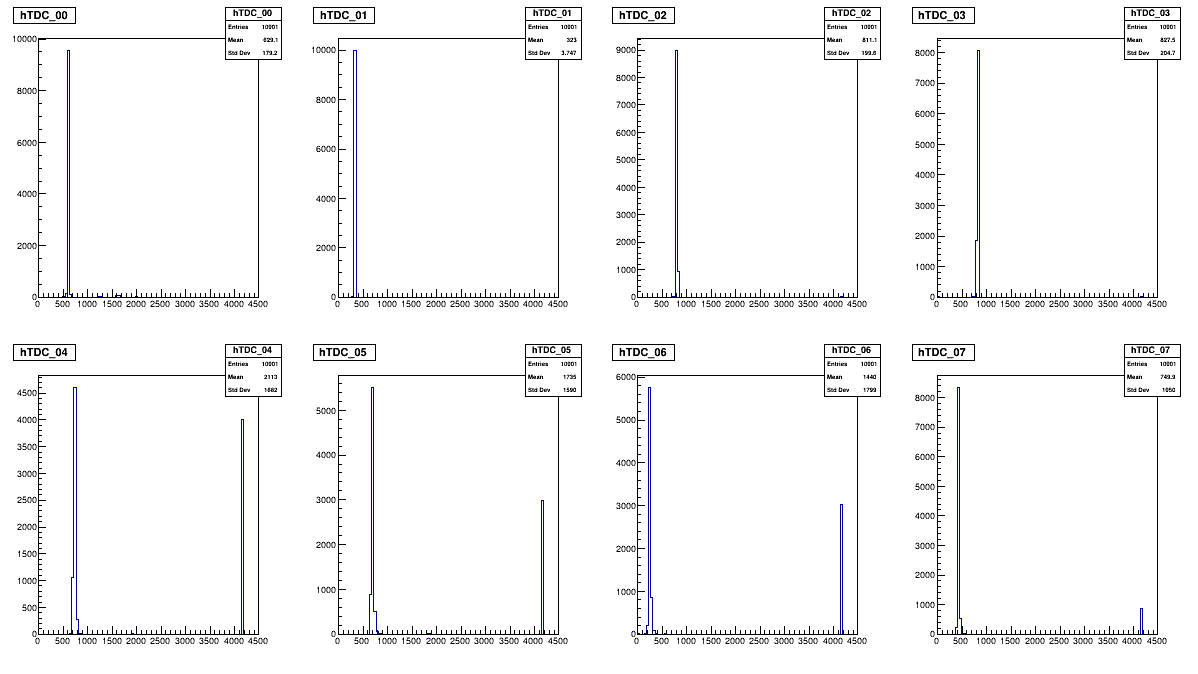 hTDC_00
hTDC_00
Entries 10001
Mean 629.1
Std Dev 179.2
10000
8000
6000
4000
2000
0
0 500 1000 1500 2000 2500 3000 3500 4000 4500
hTDC_01
hTDC_01
Entries 10001
Mean 323
Std Dev 3.747
10000
8000
6000
4000
2000
0
0 500 1000 1500 2000 2500 3000 3500 4000 4500
hTDC_02
hTDC_02
Entries 10001
Mean 811.1
Std Dev 199.6
9000
8000
7000
6000
5000
4000
3000
2000
1000
0
0 500 1000 1500 2000 2500 3000 3500 4000 4500
hTDC_03
hTDC_03
Entries 10001
Mean 827.5
Std Dev 204.7
8000
7000
6000
5000
4000
3000
2000
1000
0
0 500 1000 1500 2000 2500 3000 3500 4000 4500
hTDC_04
hTDC_04
Entries 10001
Mean 2113
Std Dev 1682
4500
4000
3500
3000
2500
2000
1500
1000
500
0
0 500 1000 1500 2000 2500 3000 3500 4000 4500
hTDC_05
hTDC_05
Entries 10001
Mean 1735
Std Dev 1590
5000
4000
3000
2000
1000
0
0 500 1000 1500 2000 2500 3000 3500 4000 4500
hTDC_06
hTDC_06
Entries 10001
Mean 1440
Std Dev 1799
6000
5000
4000
3000
2000
1000
0
0 500 1000 1500 2000 2500 3000 3500 4000 4500
hTDC_07
hTDC_07
Entries 10001
Mean 749.9
Std Dev 1050
8000
7000
6000
5000
4000
3000
2000
1000
0
0 500 1000 1500 2000 2500 3000 3500 4000 4500